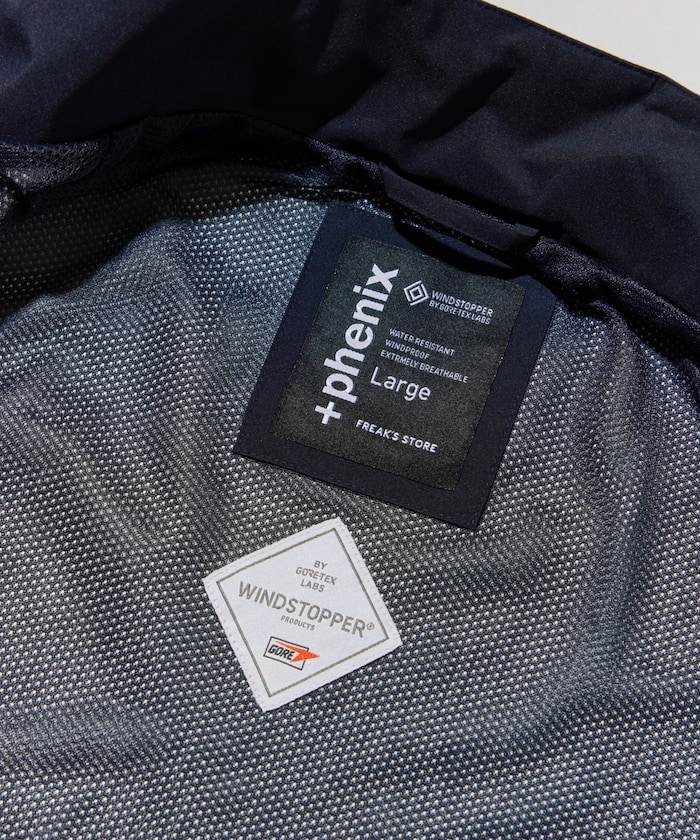 +phenix
WINDSTOPPER
BY GORE-TEX LABS
WATER RESISTANT
WINDPROOF
EXTRMELY BREATHABLE
Large
FREAK'S STORE
BY
GORE-TEX
LABS
WINDSTOPPER®
PRODUCTS
GORE